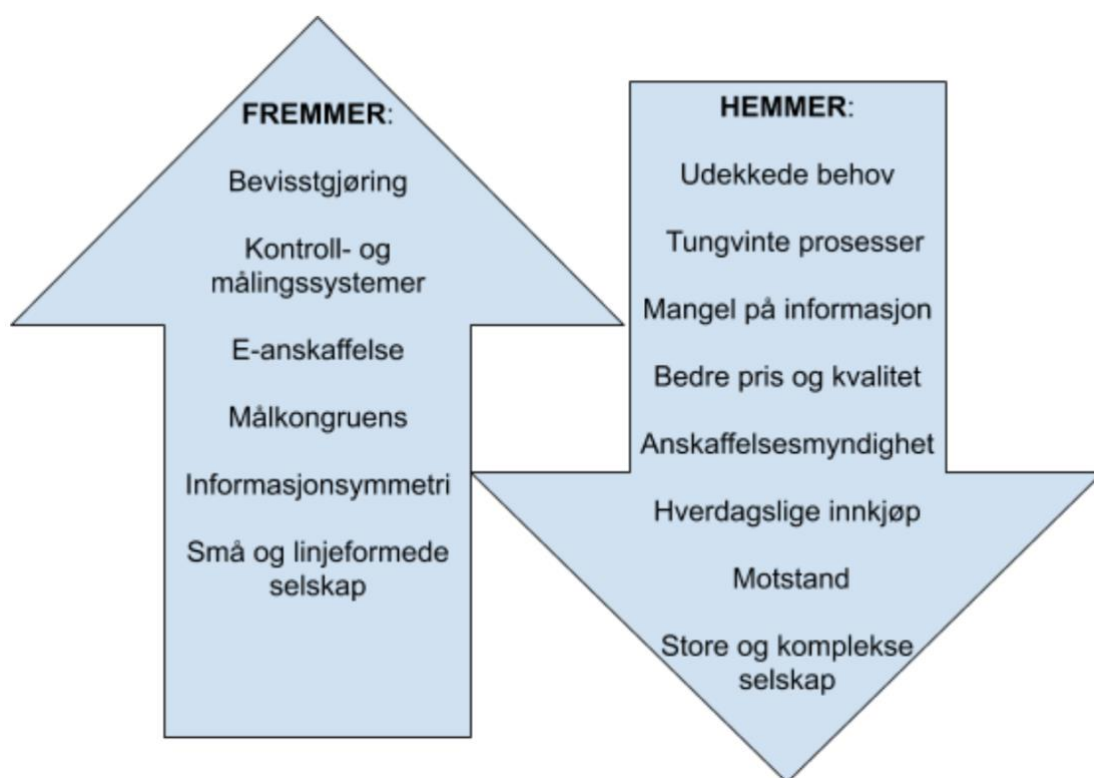 FREMMER:
Bevisstgjøring
Kontroll- og
målingssystemer
E-anskaffelse
Målkongruens
Informasjonsymmetri
Små og linjeformede
selskap
HEMMER:
Udekkede behov
Tungvinte prosesser
Mangel på informasjon
Bedre pris og kvalitet
Anskaffelsesmyndighet
Hverdagslige innkjøp
Motstand
Store og komplekse
selskap